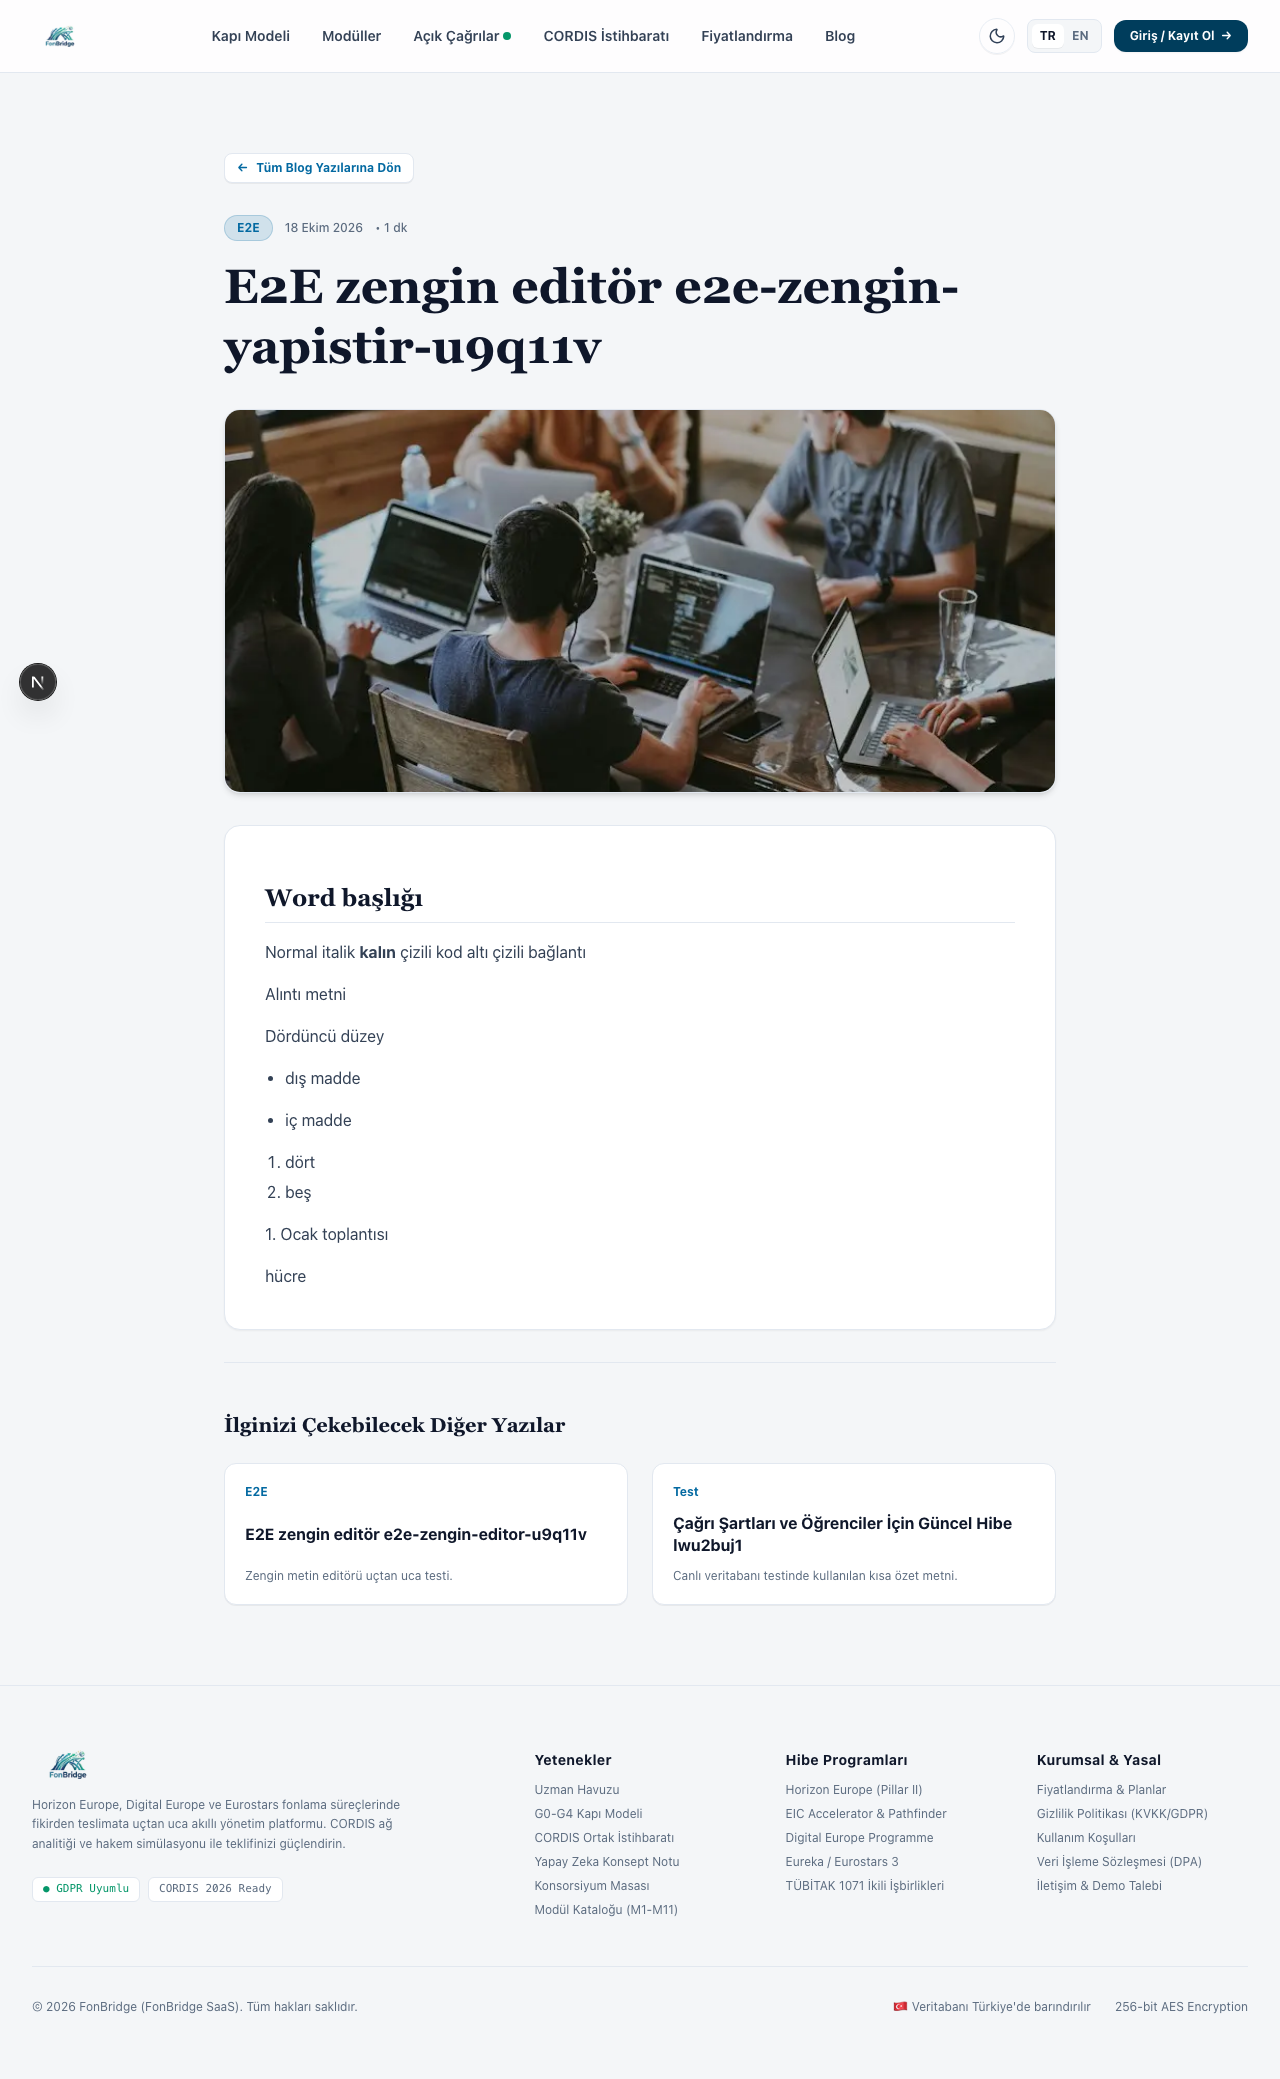 FonBridge
Kapı Modeli
Modüller
Açık Çağrılar
CORDIS İstihbaratı
Fiyatlandırma
Blog
TR
EN
Giriş / Kayıt Ol →
← Tüm Blog Yazılarına Dön
E2E
18 Ekim 2026
• 1 dk
E2E zengin editör e2e-zengin-
yapistir-u9q11v
N
Word başlığı
Normal italik kalın çizili kod altı çizili bağlantı
Alıntı metni
Dördüncü düzey
• dış madde
• iç madde
1. dört
2. beş
1. Ocak toplantısı
hücre
İlginizi Çekebilecek Diğer Yazılar
E2E
E2E zengin editör e2e-zengin-editor-u9q11v
Zengin metin editörü uçtan uca testi.
Test
Çağrı Şartları ve Öğrenciler İçin Güncel Hibe
lwu2buj1
Canlı veritabanı testinde kullanılan kısa özet metni.
FonBridge
Horizon Europe, Digital Europe ve Eurostars fonlama süreçlerinde
fikirden teslimata uçtan uca akıllı yönetim platformu. CORDIS ağ
analitiği ve hakem simülasyonu ile teklifinizi güçlendirin.
● GDPR Uyumlu
CORDIS 2026 Ready
Yetenekler
Uzman Havuzu
G0-G4 Kapı Modeli
CORDIS Ortak İstihbaratı
Yapay Zeka Konsept Notu
Konsorsiyum Masası
Modül Kataloğu (M1-M11)
Hibe Programları
Horizon Europe (Pillar II)
EIC Accelerator & Pathfinder
Digital Europe Programme
Eureka / Eurostars 3
TÜBİTAK 1071 İkili İşbirlikleri
Kurumsal & Yasal
Fiyatlandırma & Planlar
Gizlilik Politikası (KVKK/GDPR)
Kullanım Koşulları
Veri İşleme Sözleşmesi (DPA)
İletişim & Demo Talebi
© 2026 FonBridge (FonBridge SaaS). Tüm hakları saklıdır.
🇹🇷 Veritabanı Türkiye'de barındırılır
256-bit AES Encryption